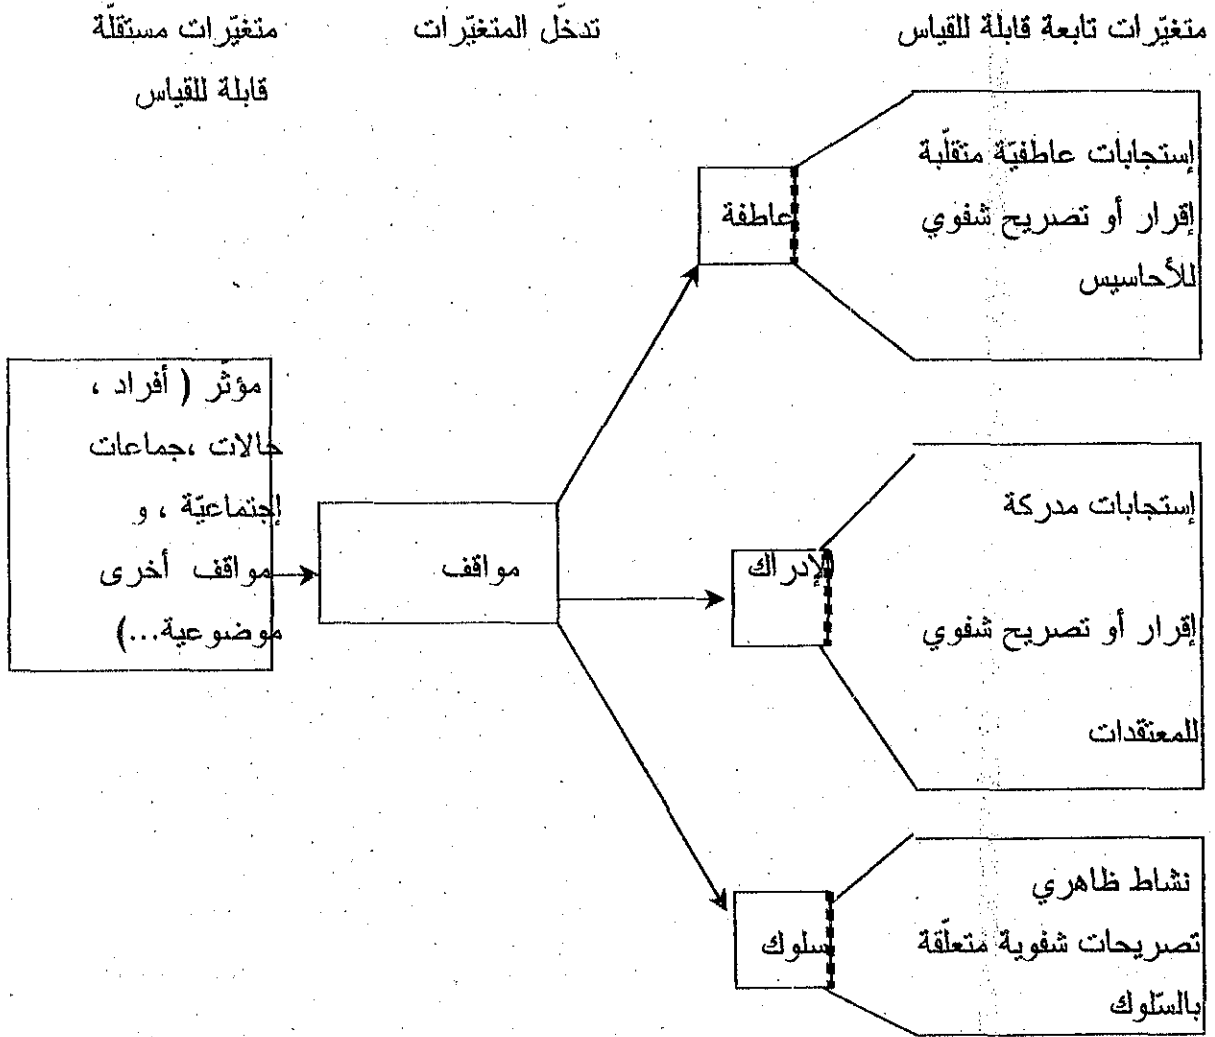 متغيّرات تابعة قابلة للقياس
تدخّل المتغيّرات
متغيّرات مستقلّة
قابلة للقياس
إستجابات عاطفيّة متقلّبة
إقرار أو تصريح شفوي
للأحاسيس
عاطفة
مؤثّر ( أفراد ،
حالات ،جماعات
إجتماعيّة ، و
مواقف أخرى
موضوعية...)
مواقف
الإدراك
إستجابات مدركة
إقرار أو تصريح شفوي
للمعتقدات
سلوك
نشاط ظاهري
تصريحات شفوية متعلّقة
بالسّلوك